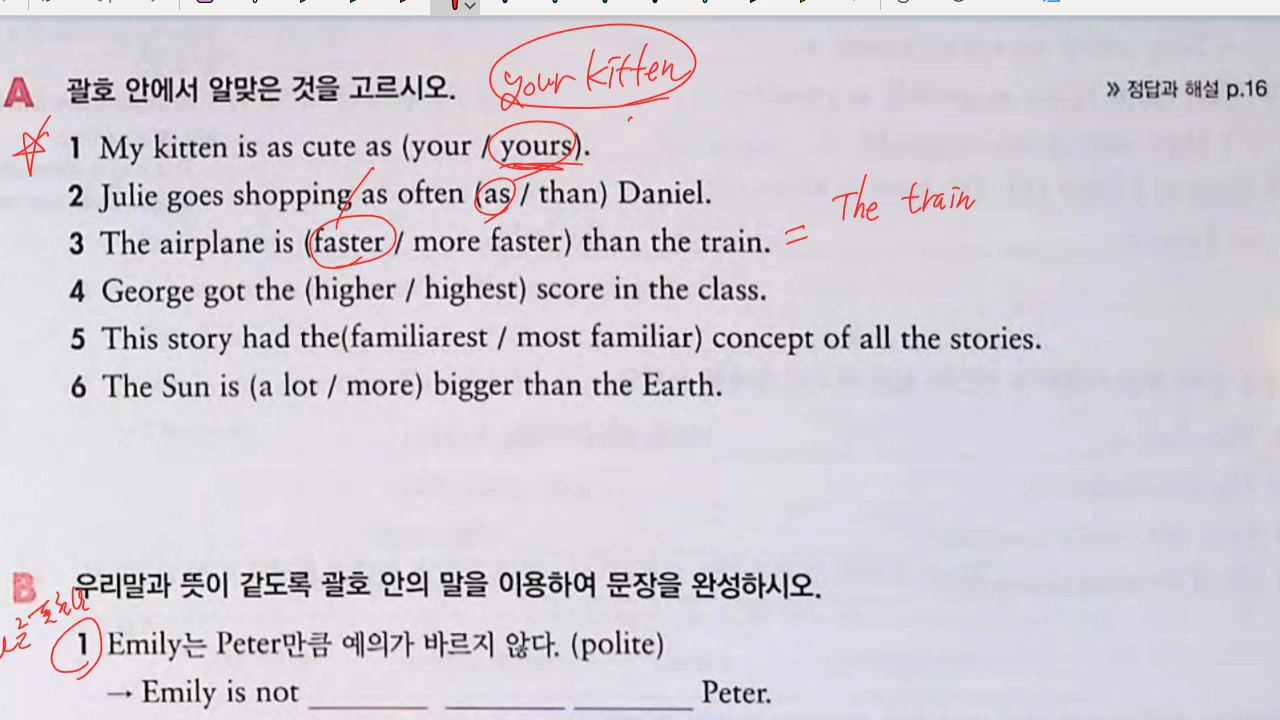 your kitten
A 괄호 안에서 알맞은 것을 고르시오.
» 정답과 해설 p.16
1 My kitten is as cute as (your / yours).
2 Julie goes shopping as often (as / than) Daniel.
The train
3 The airplane is (faster / more faster) than the train. =
4 George got the (higher / highest) score in the class.
5 This story had the(familiarest / most familiar) concept of all the stories.
6 The Sun is (a lot / more) bigger than the Earth.
B 우리말과 뜻이 같도록 괄호 안의 말을 이용하여 문장을 완성하시오.
1 Emily는 Peter만큼 예의가 바르지 않다. (polite)
→ Emily is not ________ ________ ________ Peter.